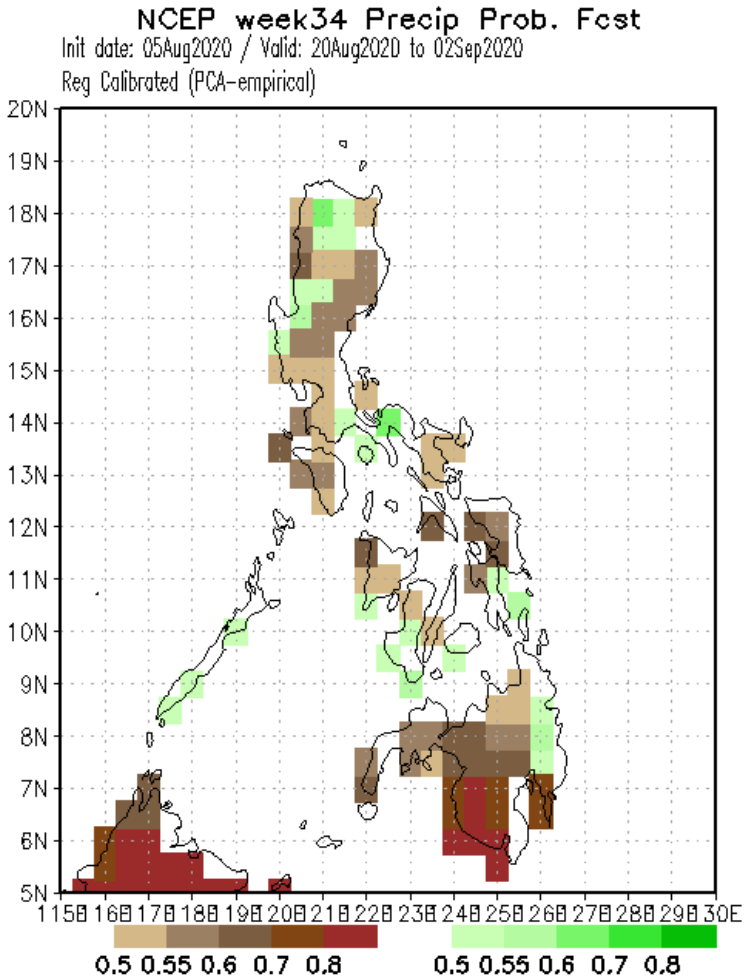 NCEP week34 Precip Prob. Fcst
Init date: 05Aug2020 / Valid: 20Aug2020 to 02Sep2020
Reg Calibrated (PCA-empirical)
20N
19N
18N
17N
16N
15N
14N
13N
12N
11N
10N
9N
8N
7N
6N
5N
130E
0.5 0.55 0.6 0.7 0.8 0.5 0.55 0.6 0.7 0.8